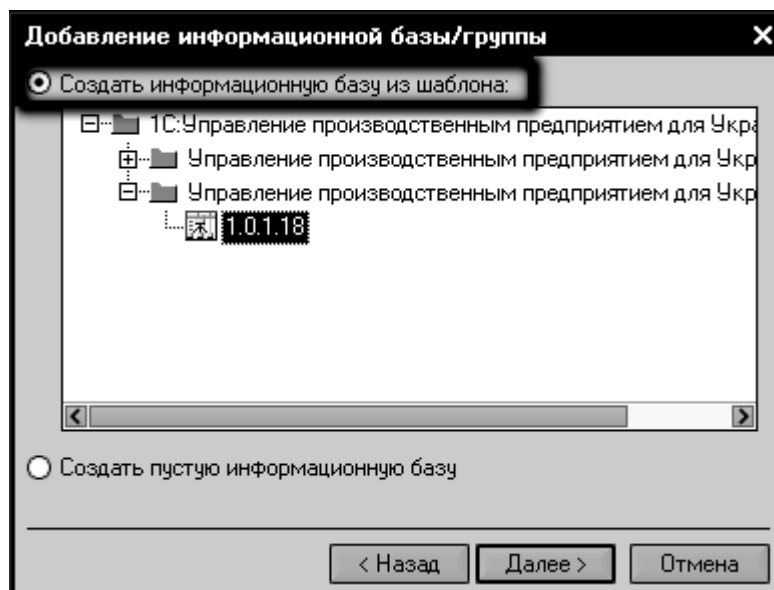 Добавление информационной базы/группы
Создать информационную базу из шаблона:
1С:Управление производственным предприятием для Укра
Управление производственным предприятием для Укр
Управление производственным предприятием для Укр
1.0.1.18
Создать пустую информационную базу
< Назад Далее > Отмена